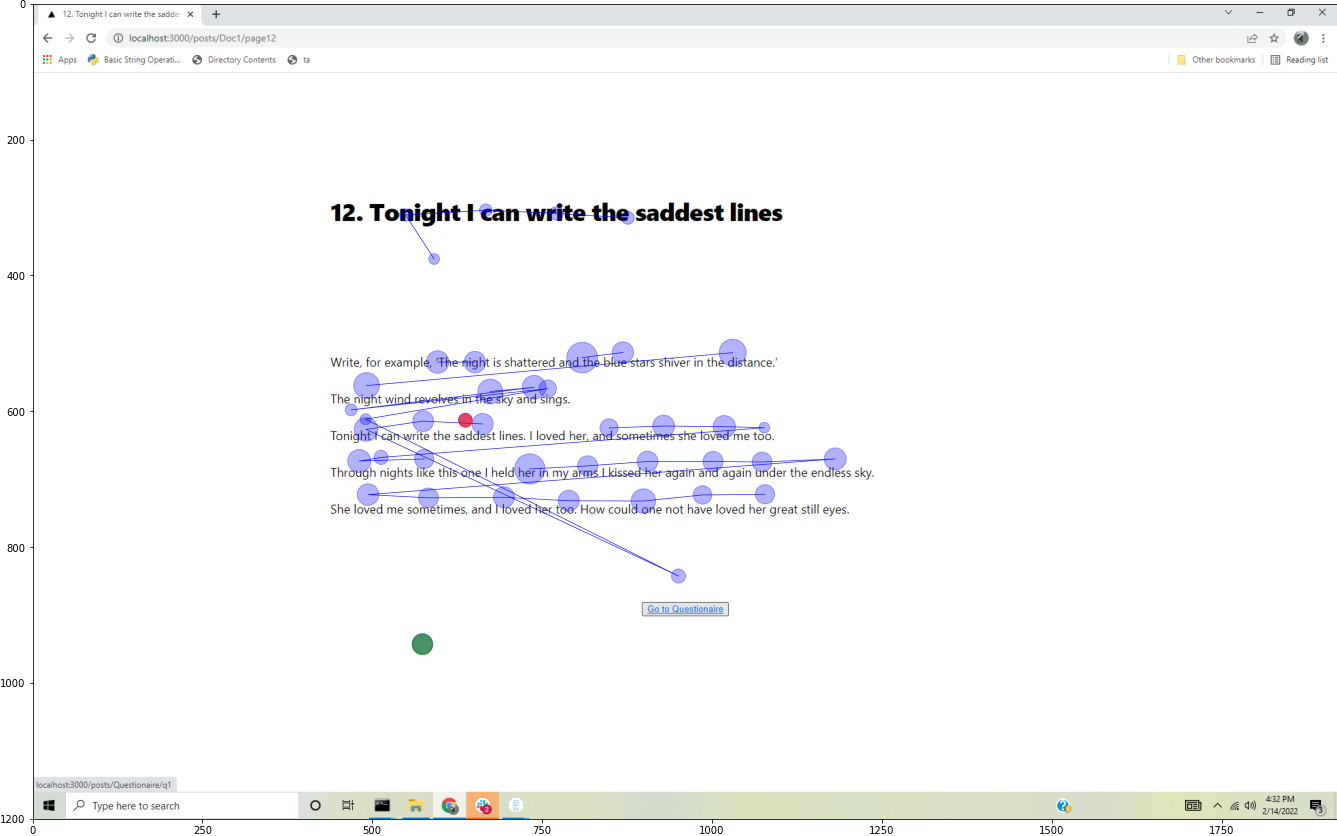 0
12. Tonight I can write the sadde
localhost:3000/posts/Doc1/page12
Apps Basic String Operati... Directory Contents ta Other bookmarks Reading list
200
12. Tonight I can write the saddest lines
400
Write, for example, 'The night is shattered and the blue stars shiver in the distance.'
The night wind revolves in the sky and sings.
600
Tonight I can write the saddest lines. I loved her, and sometimes she loved me too.
Through nights like this one I held her in my arms I kissed her again and again under the endless sky.
She loved me sometimes, and I loved her too. How could one not have loved her great still eyes.
800
Go to Questionaire
1000
localhost:3000/posts/Questionaire/q1
Type here to search 4:32 PM
2/14/2022
1200
0 250 500 750 1000 1250 1500 1750